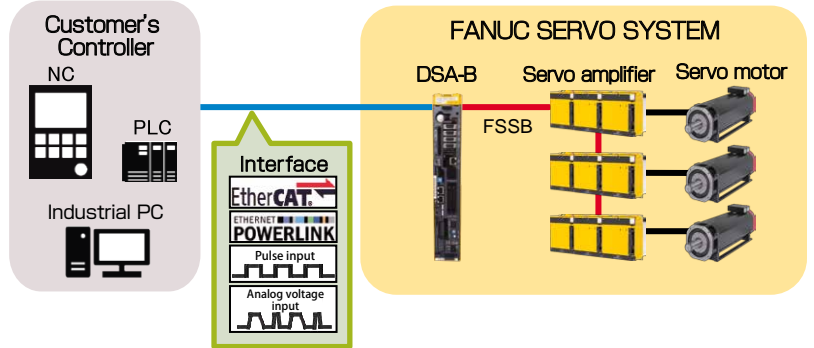 Customer's
Controller
NC
PLC
Industrial PC
Interface
EtherCAT®
ETHERNET
POWERLINK
Pulse input
Analog voltage
input
FANUC SERVO SYSTEM
DSA-B
Servo amplifier
Servo motor
FSSB